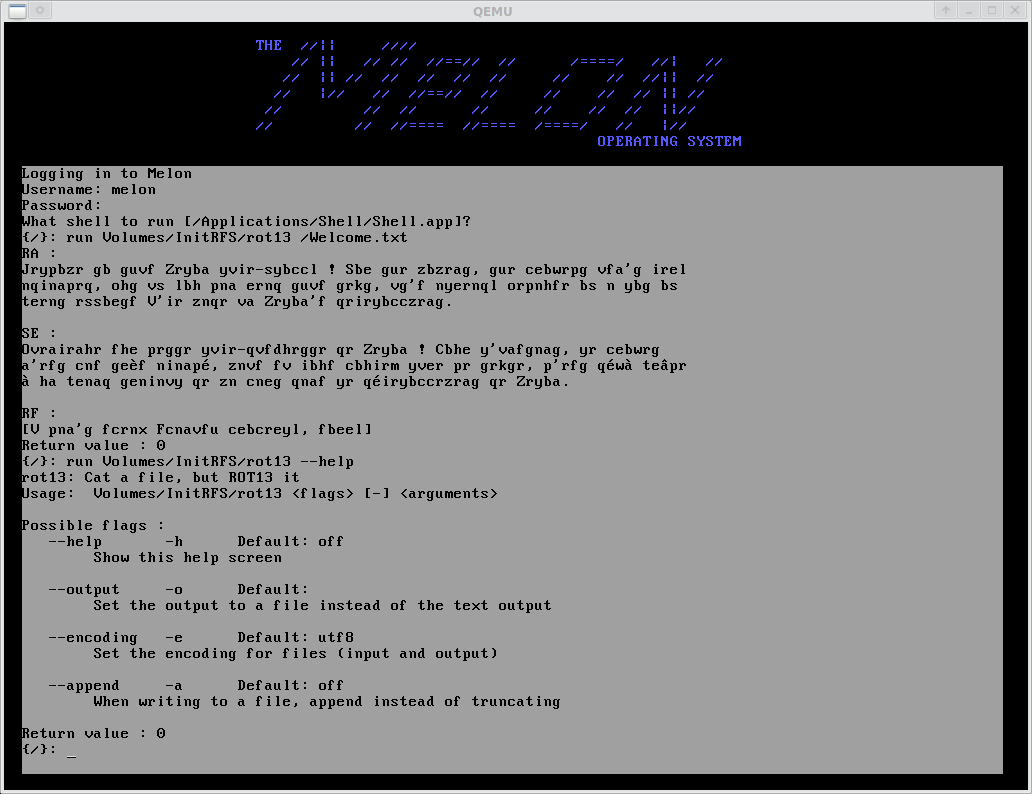 QEMU
THE
OPERATING SYSTEM
Logging in to Melon
Username: melon
Password:
What shell to run [/Applications/Shell/Shell.app]?
{/}: run Volumes/InitRFS/rot13 /Welcome.txt
RA :
Jrypbzr gb guvf Zryba yvir-sybccl ! Sbe gur zbzrag, gur cebwrpg vfa'g irel
nqinaprq, ohg vs lbh pna ernq guvf grkg, vg'f nyernql orpnhfr bs n ybg bs
terng rssbegf V'ir znqr va Zryba'f qrirybcczrag.
SE :
Ovrairahr fhe prggr yvir-qvfdhrggr qr Zryba ! Cbhe y'vafgnag, yr cebwrg
a'rfg cnf geèf ninapé, znvf fv ibhf cbhirm yver pr grkgr, p'rfg qéwà teâpr
à ha tenaq geninvy qr zn cneg qnaf yr qéirybccrzrag qr Zryba.
RF :
[V pna'g fcrnx Fcnavfu cebcreyl, fbeel]
Return value : 0
{/}: run Volumes/InitRFS/rot13 --help
rot13: Cat a file, but ROT13 it
Usage:  Volumes/InitRFS/rot13 <flags> [-] <arguments>
Possible flags :
--help -h Default: off
Show this help screen
--output -o Default:
Set the output to a file instead of the text output
--encoding -e Default: utf8
Set the encoding for files (input and output)
--append -a Default: off
When writing to a file, append instead of truncating
Return value : 0
{/}: _